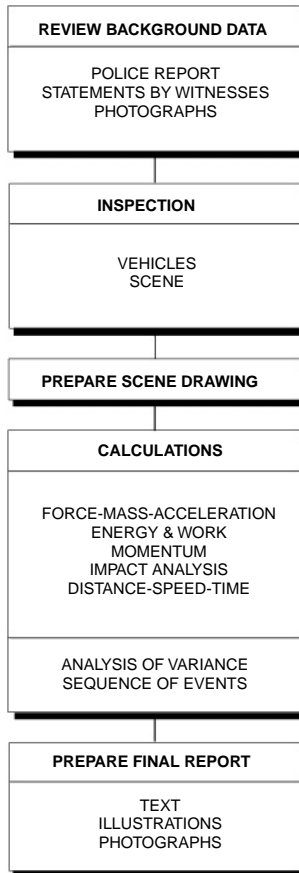 REVIEW BACKGROUND DATA
POLICE REPORT
STATEMENTS BY WITNESSES
PHOTOGRAPHS
INSPECTION
VEHICLES
SCENE
PREPARE SCENE DRAWING
CALCULATIONS
FORCE-MASS-ACCELERATION
ENERGY & WORK
MOMENTUM
IMPACT ANALYSIS
DISTANCE-SPEED-TIME
ANALYSIS OF VARIANCE
SEQUENCE OF EVENTS
PREPARE FINAL REPORT
TEXT
ILLUSTRATIONS
PHOTOGRAPHS